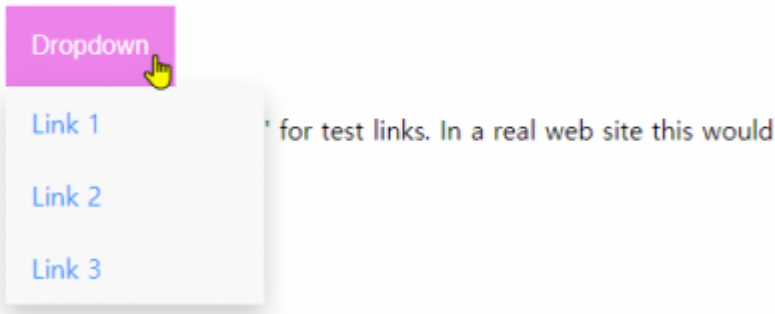 Dropdown
Link 1
' for test links. In a real web site this would
Link 2
Link 3